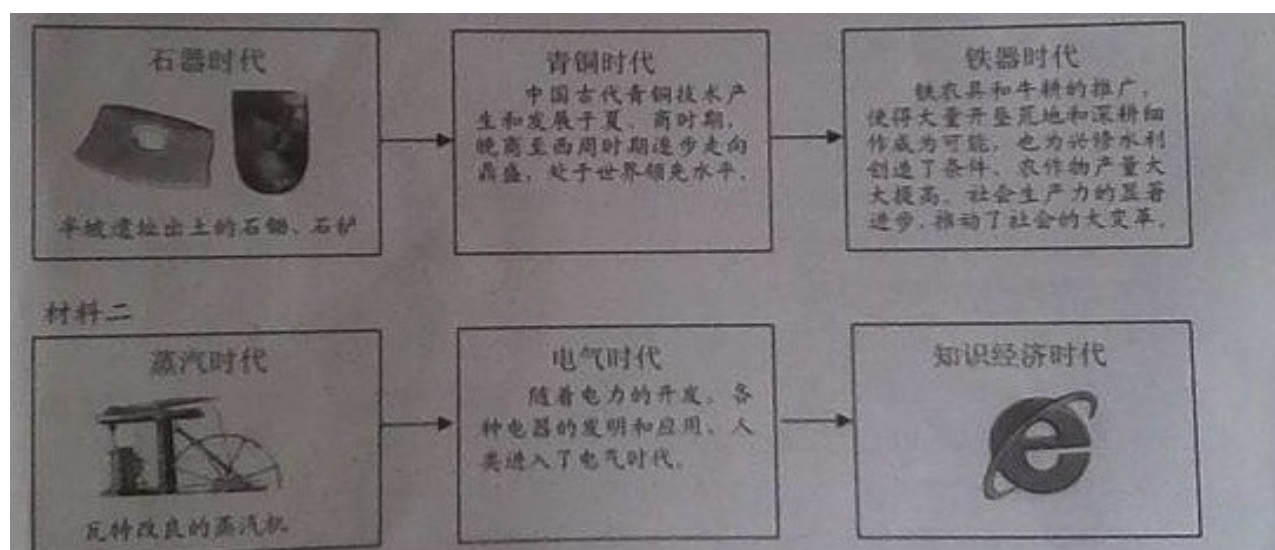 石器时代
半坡遗址出土的石锄、石铲
青铜时代
中国古代青铜技术产
生和发展于夏、商时期,
晚商至西周时期逐步走向
鼎盛,处于世界领先水平.
铁器时代
铁农具和牛耕的推广,
使得大量开垦荒地和深耕细
作成为可能,也为兴修水利
创造了条件、农作物产量大
大提高.社会生产力的显著
进步,推动了社会的大变革.
材料二
蒸汽时代
瓦特改良的蒸汽机
电气时代
随着电力的开发、各
种电器的发明和应用、人
类进入了电气时代.
知识经济时代